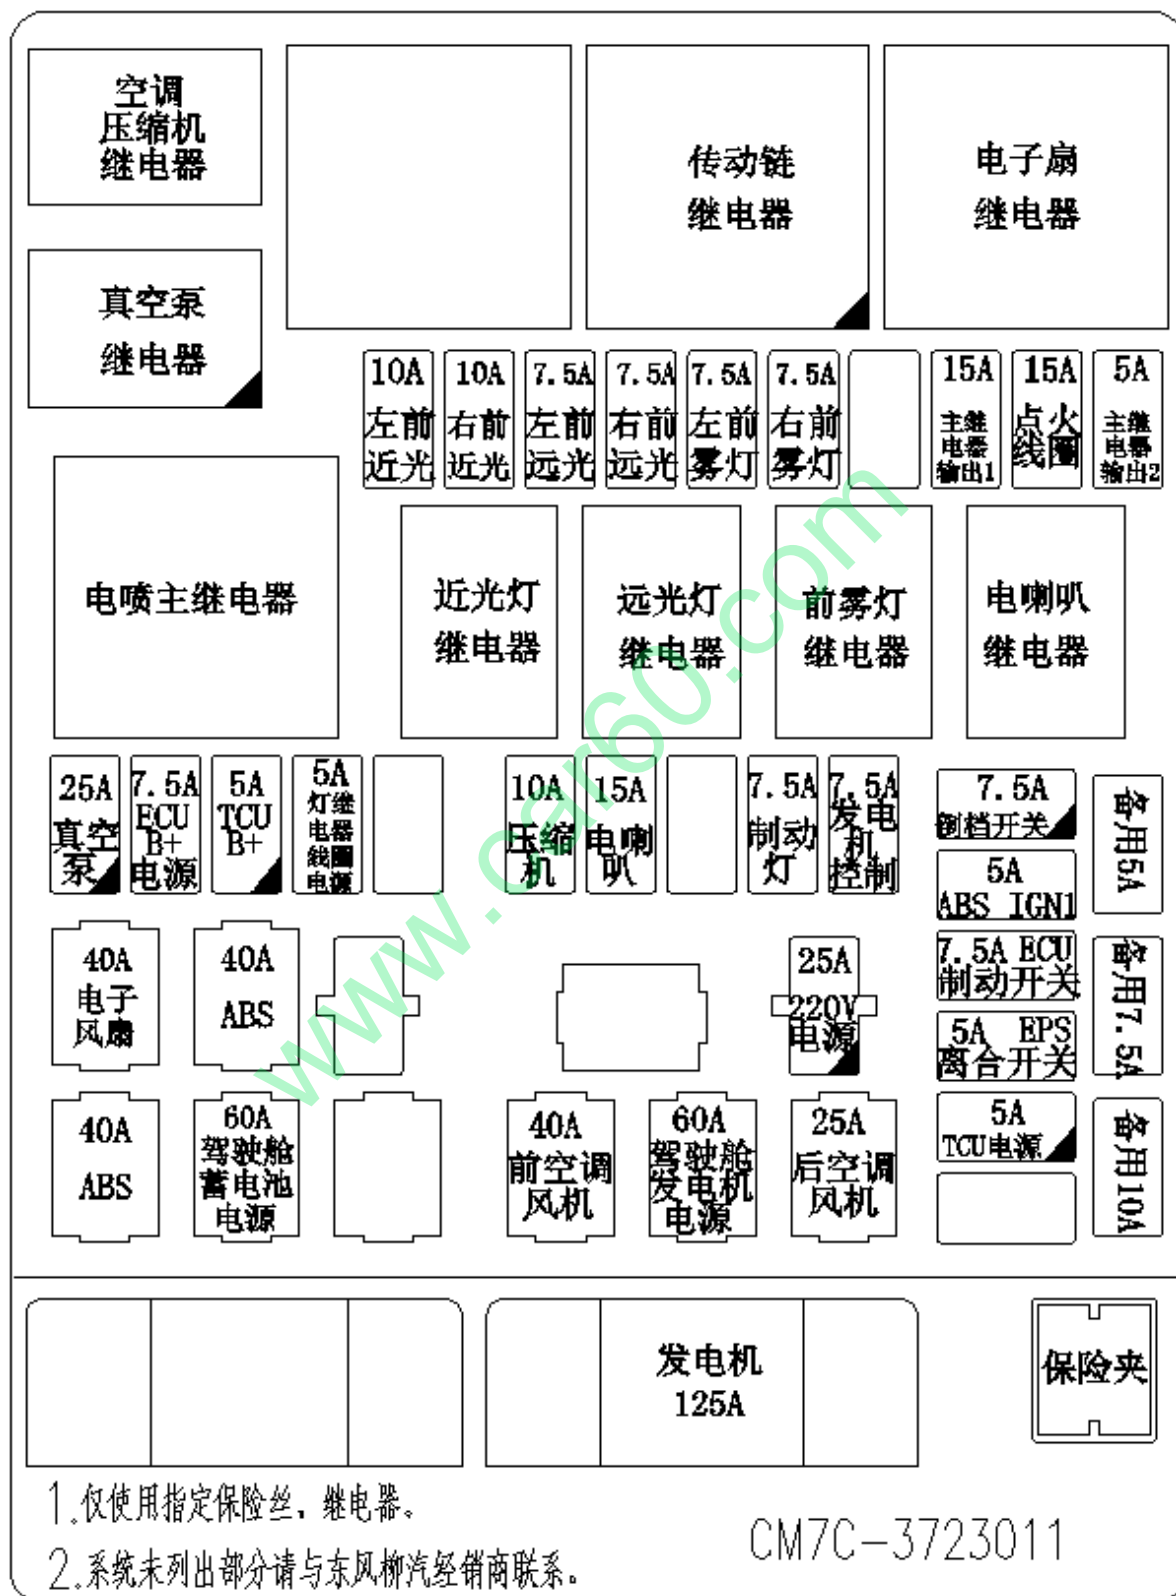 空调
压缩机
继电器
传动链
继电器
电子扇
继电器
真空泵
继电器
10A
左前
近光
10A
右前
近光
7.5A
左前
远光
7.5A
右前
远光
7.5A
左前
雾灯
7.5A
右前
雾灯
15A
主继
电器
输出1
15A
点火
线圈
5A
主继
电器
输出2
电喷主继电器
近光灯
继电器
远光灯
继电器
前雾灯
继电器
电喇叭
继电器
25A
真空
泵
7.5A
ECU
B+
电源
5A
TCU
B+
5A
灯继
电器
线圈
电源
10A
压缩
机
15A
电喇
叭
7.5A
制动
灯
7.5A
发电
机
控制
7.5A
倒档开关
5A
ABS IGN1
7.5A ECU
制动开关
5A EPS
离合开关
5A
TCU电源
备用5A
备用7.5A
备用10A
40A
电子
风扇
40A
ABS
25A
220V
电源
40A
ABS
60A
驾驶舱
蓄电池
电源
40A
前空调
风机
60A
驾驶舱
发电机
电源
25A
后空调
风机
发电机
125A
保险夹
1.仅使用指定保险丝、继电器。
2.系统未列出部分请与东风柳汽经销商联系。
CM7C-3723011
www.car60.com